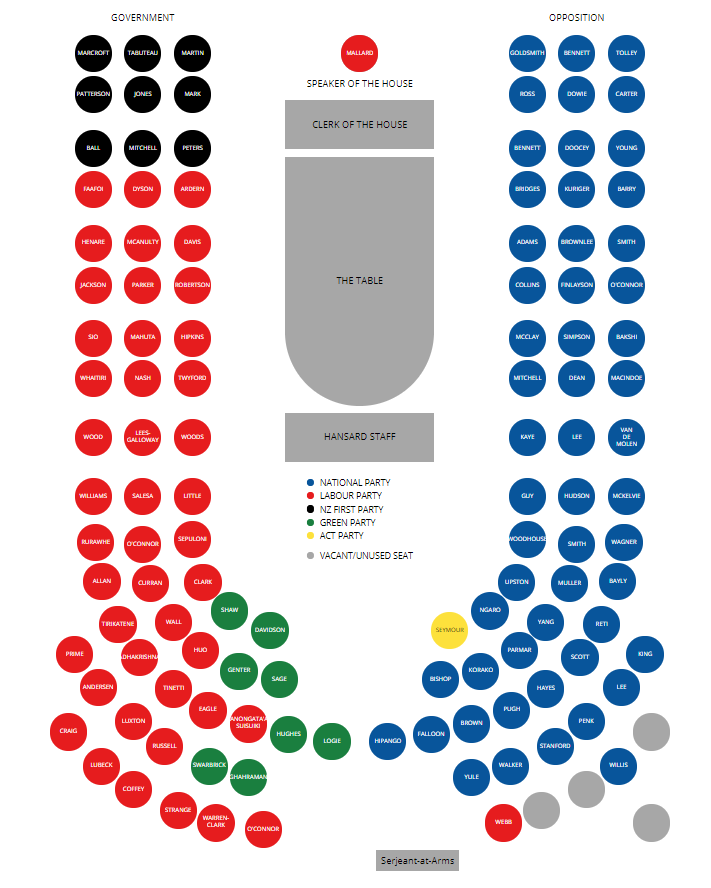 GOVERNMENT
OPPOSITION
MARCROFT TABUTEAU MARTIN
MALLARD
GOLDSMITH BENNETT TOLLEY
SPEAKER OF THE HOUSE
PATTERSON JONES MARK
ROSS DOWIE CARTER
CLERK OF THE HOUSE
BALL MITCHELL PETERS
BENNETT DOOCEY YOUNG
FAAFOI DYSON ARDERN
BRIDGES KURIGER BARRY
HENARE MCANULTY DAVIS
ADAMS BROWNLEE SMITH
THE TABLE
JACKSON PARKER ROBERTSON
COLLINS FINLAYSON O'CONNOR
SIO MAHUTA HIPKINS
MCCLAY SIMPSON BAKSHI
WHAITIRI NASH TWYFORD
MITCHELL DEAN MACINDOE
WOOD LEES-
GALLOWAY WOODS
HANSARD STAFF
KAYE LEE VAN
DE
MOLEN
NATIONAL PARTY
LABOUR PARTY
NZ FIRST PARTY
GREEN PARTY
ACT PARTY
VACANT/UNUSED SEAT
WILLIAMS SALESA LITTLE
GUY HUDSON MCKELVIE
RURAWHE O'CONNOR SEPULONI
WOODHOUSE SMITH WAGNER
ALLAN CURRAN CLARK
UPSTON MULLER BAYLY
SHAW
NGARO
TIRIKATENE WALL DAVIDSON
SEYMOUR YANG RETI
PRIME ADHAKRISHNA HUO
PARMAR SCOTT KING
GENTER SAGE
BISHOP KORAKO
ANDERSEN TINETTI
HAYES LEE
EAGLE
PUGH
LUXTON ANONGATA'A
SUISUIKI HUGHES LOGIE
HIPANGO FALLOON BROWN PENK
CRAIG RUSSELL
STANFORD
LUBECK SWARBRICK GHAHRAMAN
YULE WALKER WILLIS
COFFEY
STRANGE WARREN-
CLARK O'CONNOR
WEBB
Serjeant-at-Arms